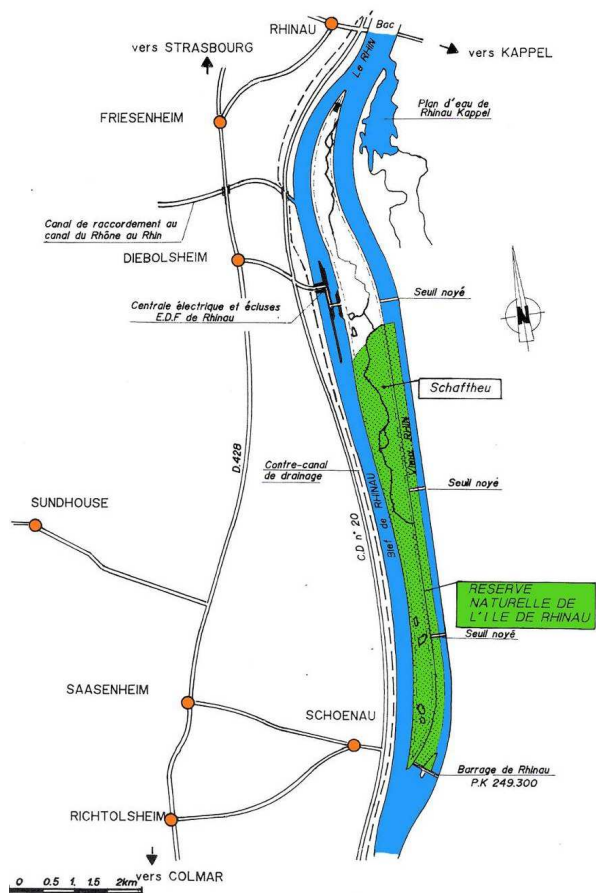 RHINAU
Bac
vers STRASBOURG
vers KAPPEL
Le RHIN
Plan d'eau de
Rhinau Kappel
FRIESENHEIM
Canal de raccordement au
canal du Rhône au Rhin
DIEBOLSHEIM
Centrale électrique et écluses
E.D.F de Rhinau
Seuil noyé
N
Schaftheu
Vieux RHIN
D.428
Contre-canal
de drainage
Bief de RHINAU
Seuil noyé
SUNDHOUSE
C.D n° 20
RESERVE
NATURELLE DE
L'ILE DE RHINAU
Seuil noyé
SAASENHEIM
SCHOENAU
Barrage de Rhinau
P.K 249.300
RICHTOLSHEIM
vers COLMAR
0 0.5 1. 1.5 2km